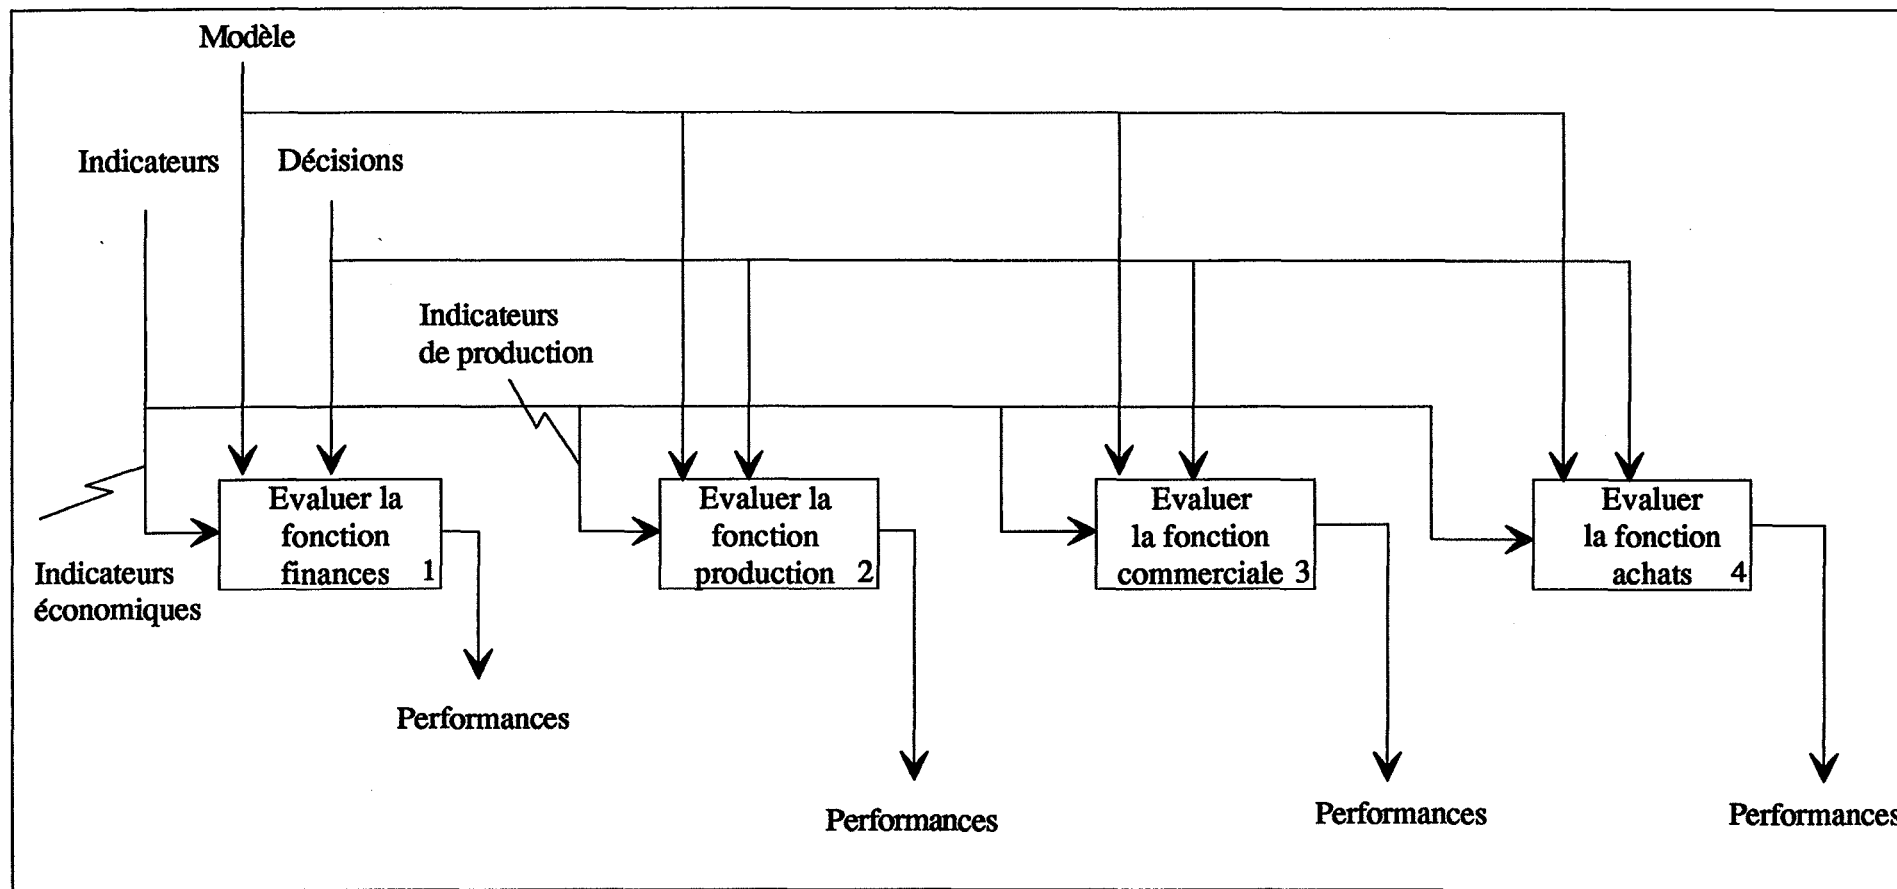 Modèle
Indicateurs
Décisions
Indicateurs
de production
Evaluer la
fonction
finances 1
Evaluer la
fonction
production 2
Evaluer
la fonction
commerciale 3
Evaluer
la fonction
achats 4
Indicateurs
économiques
Performances
Performances
Performances
Performances